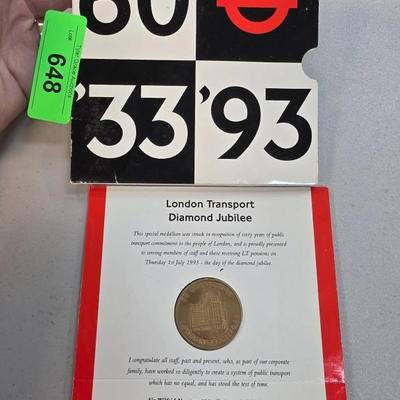 60
Tyler Grace Auctions
Lot:
648
'33 '93
London Transport
Diamond Jubilee
This special medallion was struck in recognition of sixty years of public
transport commitment to the people of London, and is proudly presented
to serving members of staff and those receiving LT pensions on
Thursday 1st July 1993 - the day of the diamond jubilee.
I congratulate all staff, past and present, who, as part of our corporate
family, have worked so diligently to create a system of public transport
which has no equal, and has stood the test of time.